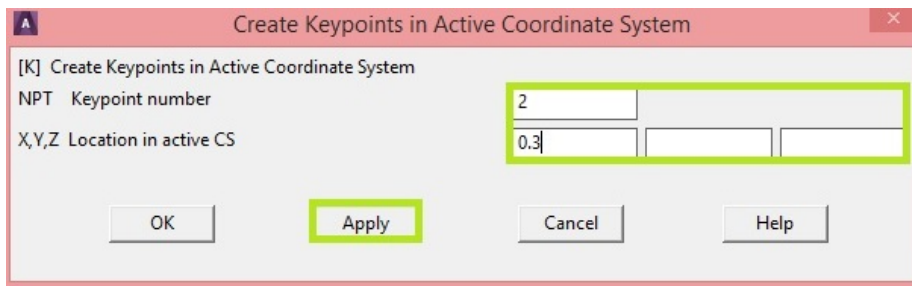 A Create Keypoints in Active Coordinate System
[K] Create Keypoints in Active Coordinate System
NPT Keypoint number 2
X,Y,Z Location in active CS 0.3
OK Apply Cancel Help